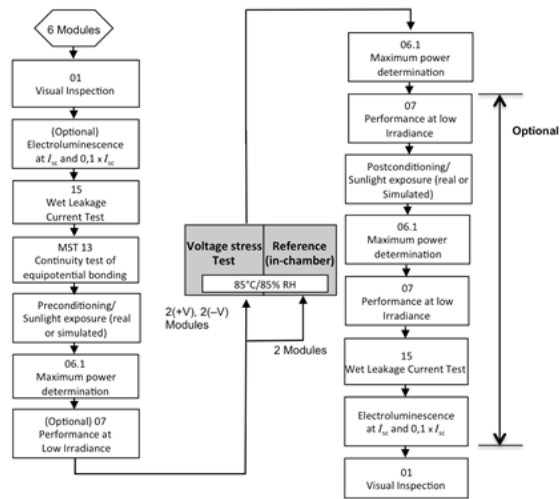 6 Modules
01
Visual Inspection
(Optional)
Electroluminescence
at Isc and 0,1 x Isc
15
Wet Leakage
Current Test
MST 13
Continuity test of
equipotential bonding
Preconditioning/
Sunlight exposure (real
or simulated)
06.1
Maximum power
determination
(Optional) 07
Performance at
Low Irradiance
Voltage stress
Test
Reference
(in-chamber)
85°C/85% RH
2(+V), 2(–V)
Modules
2 Modules
06.1
Maximum power
determination
07
Performance at low
Irradiance
Postconditioning/
Sunlight exposure (real or
Simulated)
06.1
Maximum power
determination
07
Performance at low
Irradiance
15
Wet Leakage Current Test
Electroluminescence
at Isc and 0,1 x Isc
01
Visual Inspection
Optional